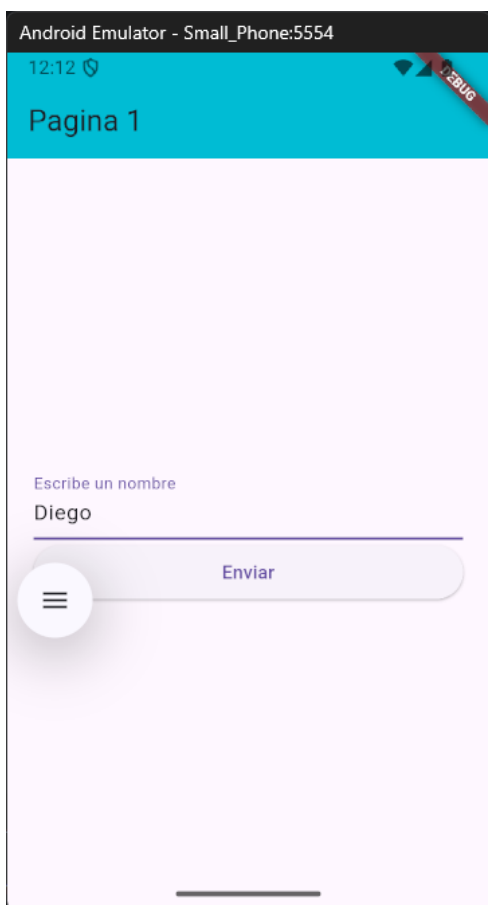 Android Emulator - Small_Phone:5554
12:12
DEBUG
Pagina 1
Escribe un nombre
Diego
Enviar